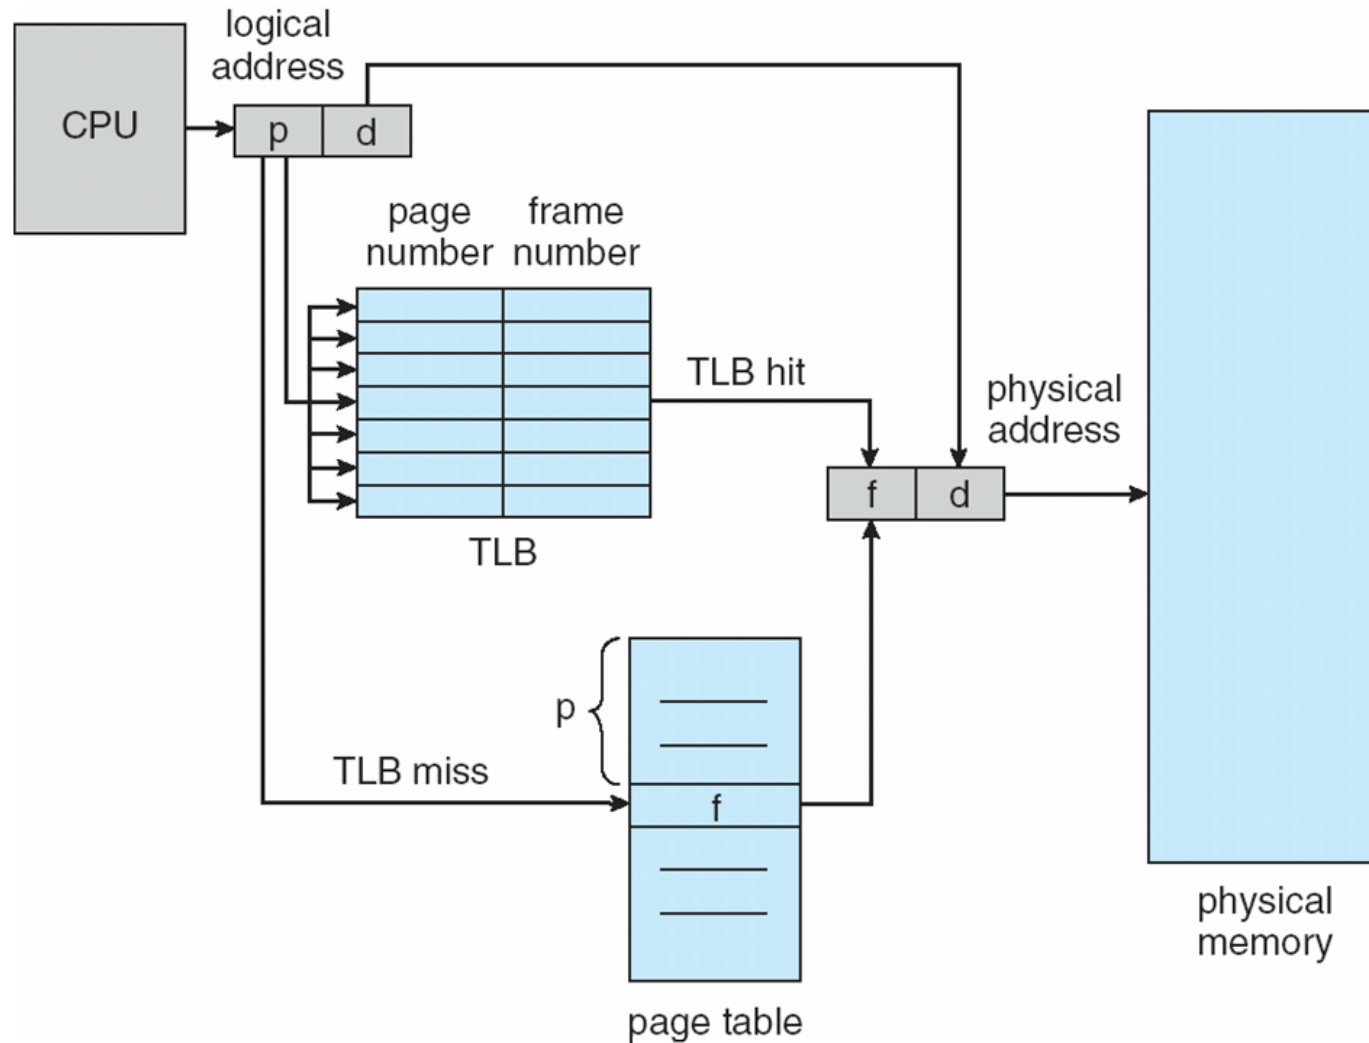 logical
address
CPU
p
d
page
number
frame
number
TLB hit
physical
address
f
d
TLB
p
TLB miss
f
physical
memory
page table